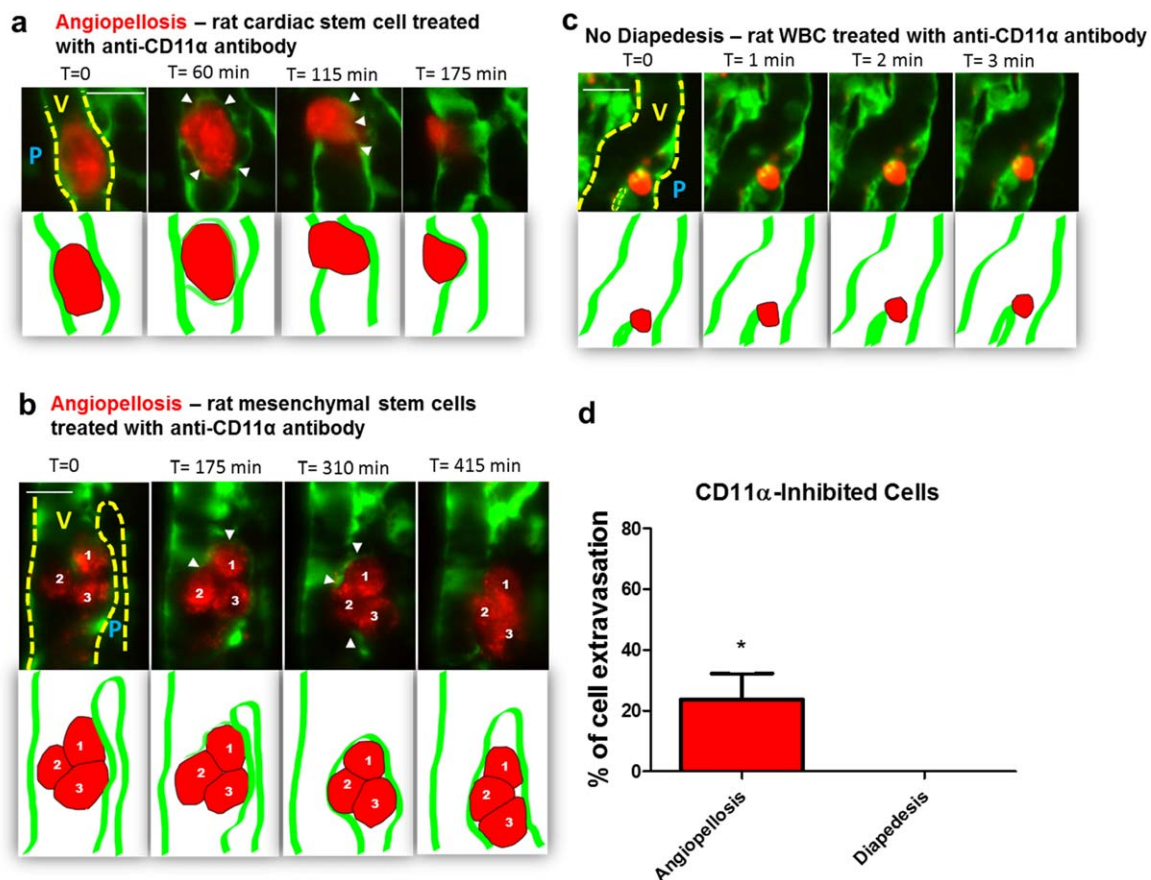 a Angiopellosis – rat cardiac stem cell treated
with anti-CD11α antibody
T=0 T= 60 min T= 115 min T= 175 min
V
P
b Angiopellosis – rat mesenchymal stem cells
treated with anti-CD11α antibody
T=0 T= 175 min T= 310 min T= 415 min
V
1 1 1 1
2 2 2 2
3 3 3 3
P
1 1 1 1
2 2 2 2
3 3 3 3
c No Diapedesis – rat WBC treated with anti-CD11α antibody
T=0 T= 1 min T= 2 min T= 3 min
V
P
d
CD11α-Inhibited Cells
% of cell extravasation
80
60
40
20
0
*
Angiopellosis
Diapedesis